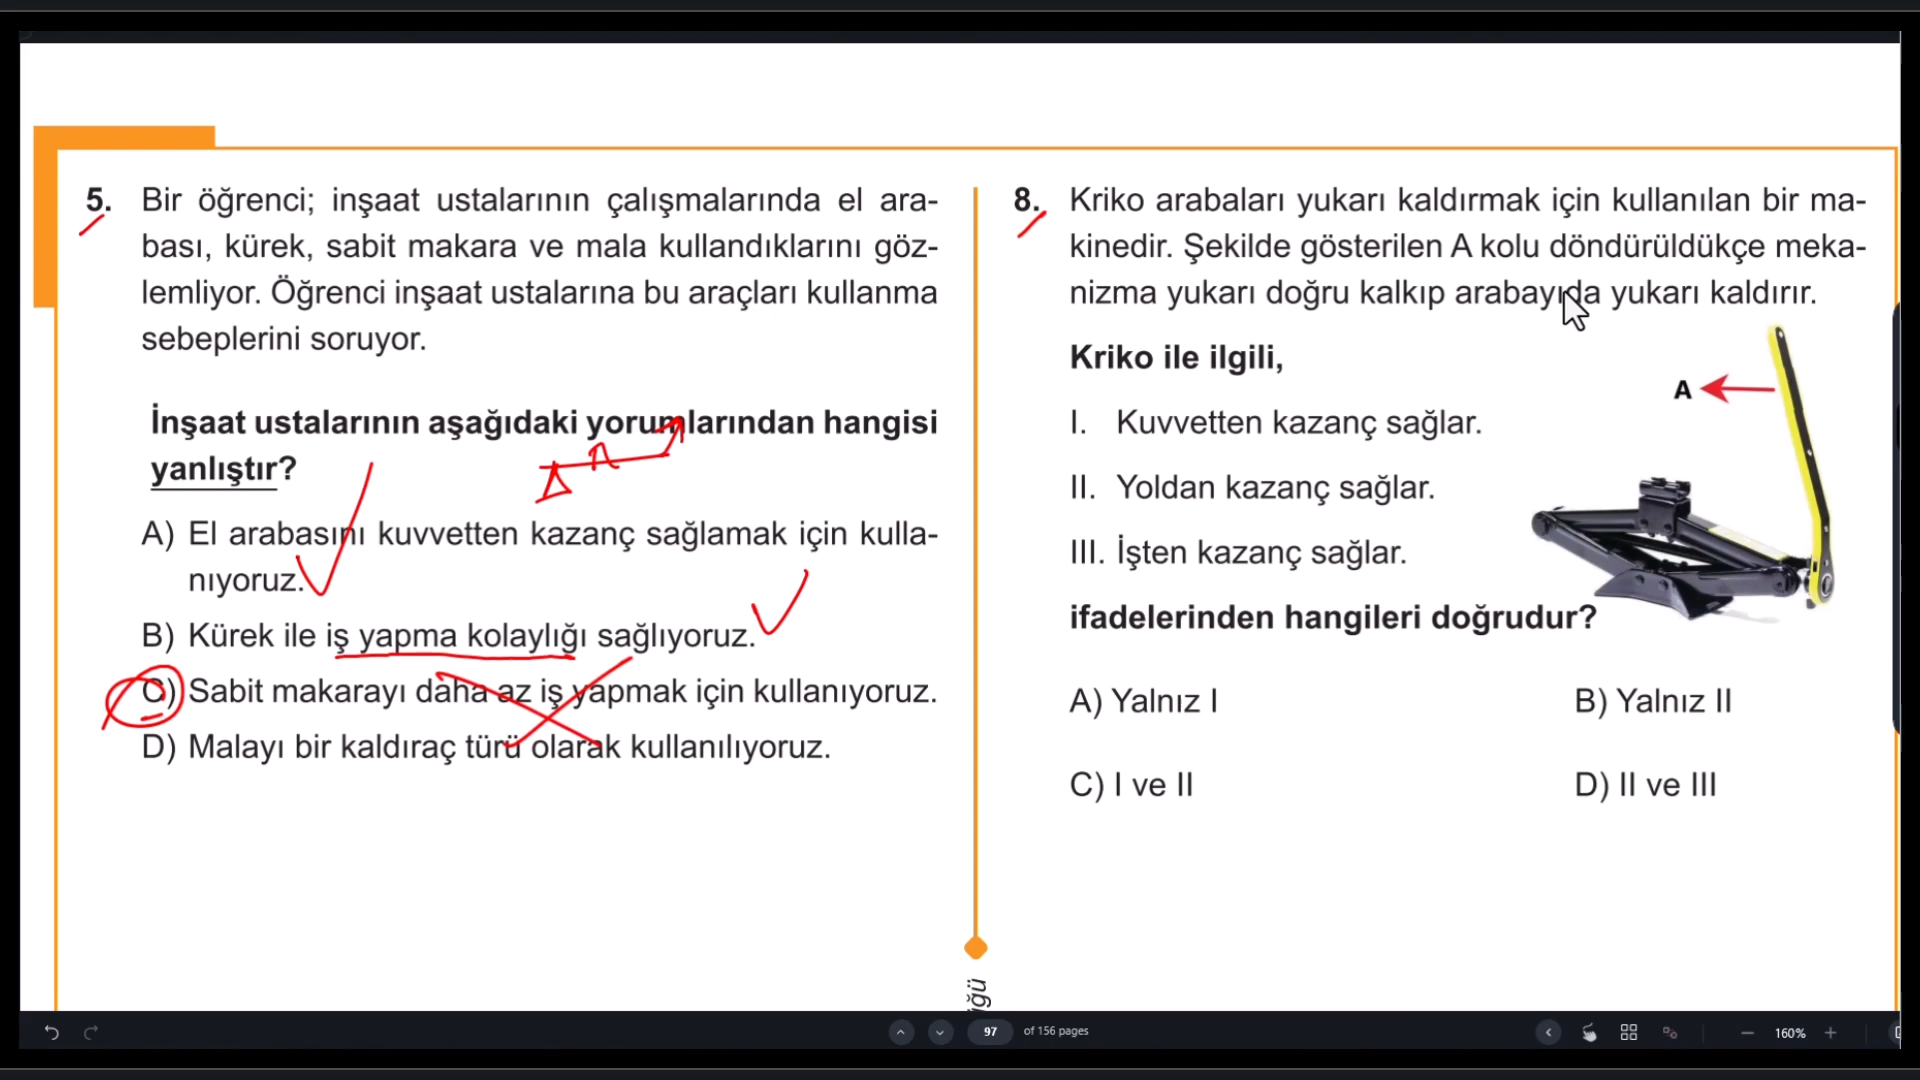 5. Bir öğrenci; inşaat ustalarının çalışmalarında el ara-
bası, kürek, sabit makara ve mala kullandıklarını göz-
lemliyor. Öğrenci inşaat ustalarına bu araçları kullanma
sebeplerini soruyor.
İnşaat ustalarının aşağıdaki yorumlarından hangisi
yanlıştır?
A) El arabasını kuvvetten kazanç sağlamak için kulla-
nıyoruz.
B) Kürek ile iş yapma kolaylığı sağlıyoruz.
C) Sabit makarayı daha az iş yapmak için kullanıyoruz.
D) Malayı bir kaldıraç türü olarak kullanılıyoruz.
8. Kriko arabaları yukarı kaldırmak için kullanılan bir ma-
kinedir. Şekilde gösterilen A kolu döndürüldükçe meka-
nizma yukarı doğru kalkıp arabayıda yukarı kaldırır.
Kriko ile ilgili,
A
I. Kuvvetten kazanç sağlar.
II. Yoldan kazanç sağlar.
III. İşten kazanç sağlar.
ifadelerinden hangileri doğrudur?
A) Yalnız I B) Yalnız II
C) I ve II D) II ve III
97 of 156 pages
160%